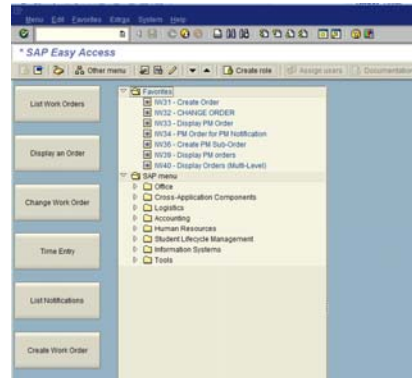 Menu Edit Favorites Extras System Help
* SAP Easy Access
Other menu Create role Assign users Documentation
List Work Orders
Display an Order
Change Work Order
Time Entry
List Notifications
Create Work Order
Favorites
IW31 - Create Order
IW32 - CHANGE ORDER
IW33 - Display PM Order
IW34 - PM Order for PM Notification
IW36 - Create PM Sub-Order
IW39 - Display PM orders
IW40 - Display Orders (Multi-Level)
SAP menu
Office
Cross-Application Components
Logistics
Accounting
Human Resources
Student Lifecycle Management
Information Systems
Tools